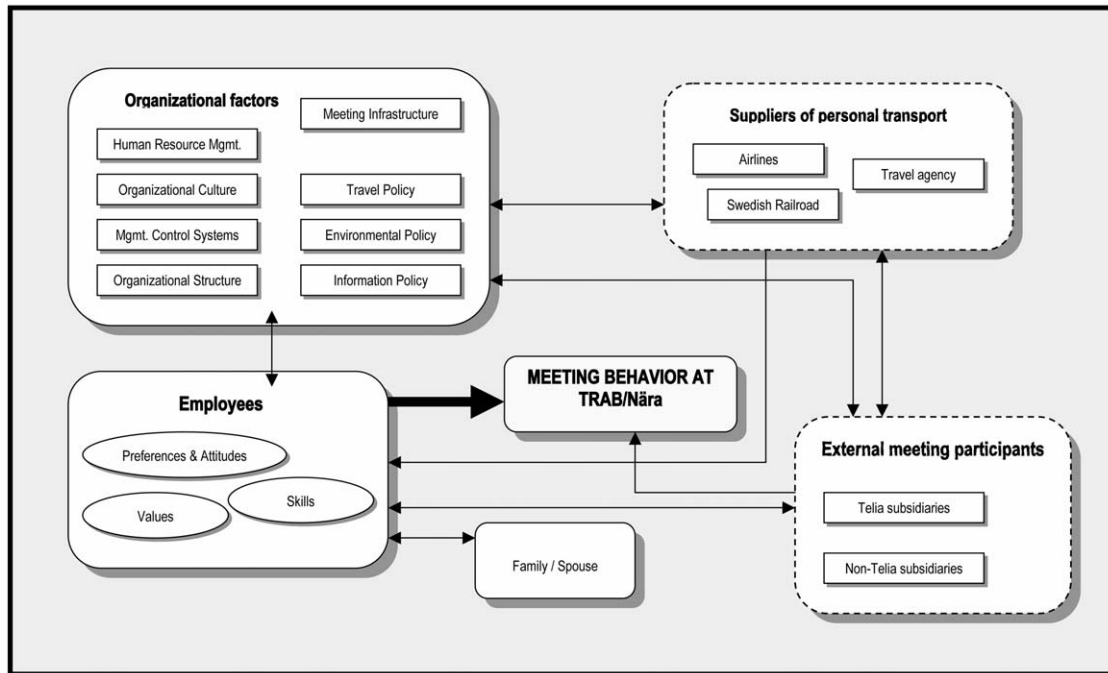 Organizational factors
Meeting Infrastructure
Human Resource Mgmt.
Organizational Culture
Travel Policy
Mgmt. Control Systems
Environmental Policy
Organizational Structure
Information Policy
Suppliers of personal transport
Airlines
Travel agency
Swedish Railroad
Employees
Preferences & Attitudes
Skills
Values
MEETING BEHAVIOR AT
TRAB/Nära
Family / Spouse
External meeting participants
Telia subsidiaries
Non-Telia subsidiaries